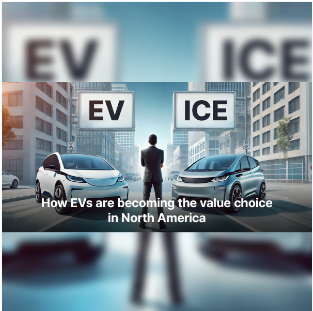 EV ICE
EV ICE
How EVs are becoming the value choice
in North America